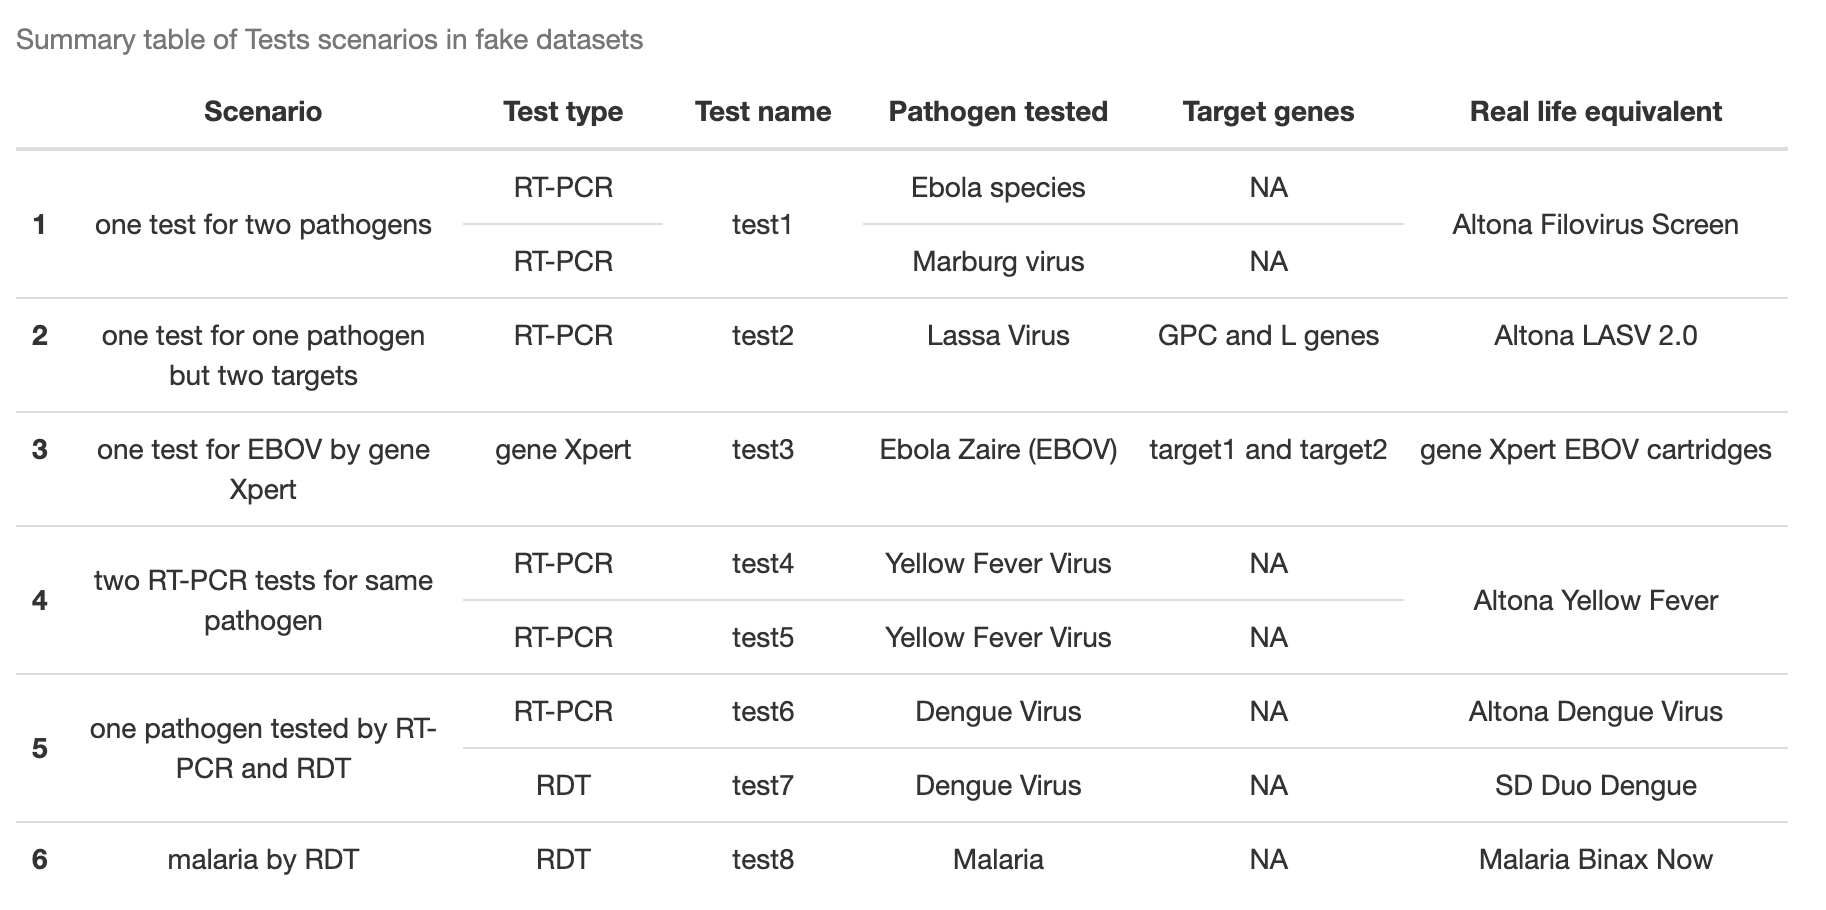 Summary table of Tests scenarios in fake datasets
Scenario Test type Test name Pathogen tested Target genes Real life equivalent
RT-PCR Ebola species NA
1 one test for two pathogens test1 Altona Filovirus Screen
RT-PCR Marburg virus NA
2 one test for one pathogen RT-PCR test2 Lassa Virus GPC and L genes Altona LASV 2.0
but two targets
3 one test for EBOV by gene gene Xpert test3 Ebola Zaire (EBOV) target1 and target2 gene Xpert EBOV cartridges
Xpert
RT-PCR test4 Yellow Fever Virus NA
two RT-PCR tests for same
4 Altona Yellow Fever
pathogen
RT-PCR test5 Yellow Fever Virus NA
RT-PCR test6 Dengue Virus NA Altona Dengue Virus
one pathogen tested by RT-
5
PCR and RDT
RDT test7 Dengue Virus NA SD Duo Dengue
6 malaria by RDT RDT test8 Malaria NA Malaria Binax Now